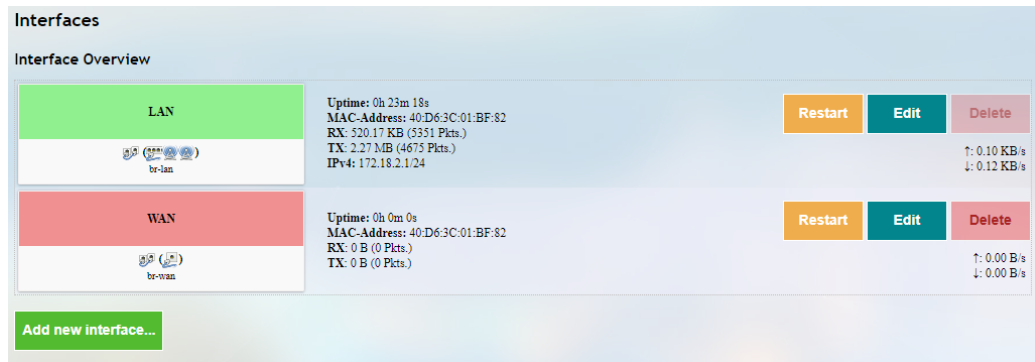 Interfaces
Interface Overview
LAN
br-lan
Uptime: 0h 23m 18s
MAC-Address: 40:D6:3C:01:BF:82
RX: 520.17 KB (5351 Pkts.)
TX: 2.27 MB (4675 Pkts.)
IPv4: 172.18.2.1/24
Restart Edit Delete
↑: 0.10 KB/s
↓: 0.12 KB/s
WAN
br-wan
Uptime: 0h 0m 0s
MAC-Address: 40:D6:3C:01:BF:82
RX: 0 B (0 Pkts.)
TX: 0 B (0 Pkts.)
Restart Edit Delete
↑: 0.00 B/s
↓: 0.00 B/s
Add new interface...